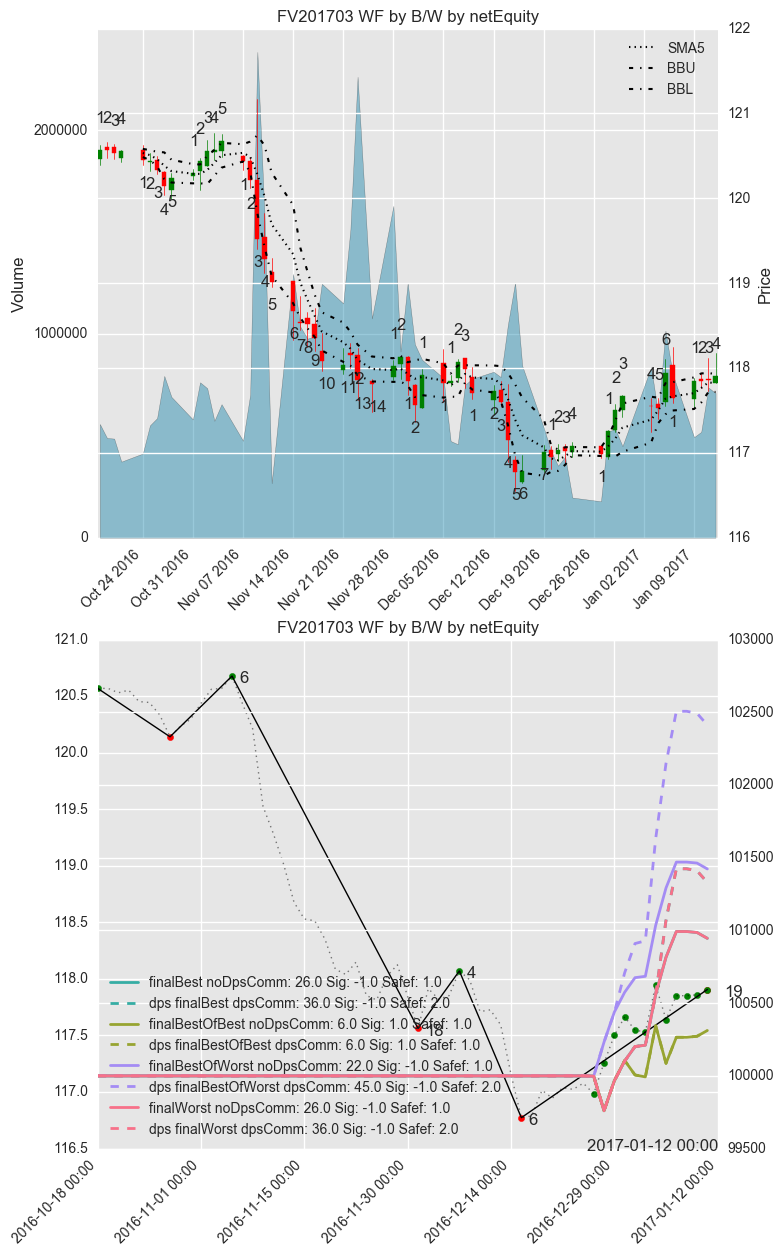 FV201703 WF by B/W by netEquity
SMA5
BBU
BBL
Volume
Price
2000000
1000000
0
122
121
120
119
118
117
116
Oct 24 2016
Oct 31 2016
Nov 07 2016
Nov 14 2016
Nov 21 2016
Nov 28 2016
Dec 05 2016
Dec 12 2016
Dec 19 2016
Dec 26 2016
Jan 02 2017
Jan 09 2017
FV201703 WF by B/W by netEquity
121.0
120.5
120.0
119.5
119.0
118.5
118.0
117.5
117.0
116.5
103000
102500
102000
101500
101000
100500
100000
99500
6
4
18
6
19
finalBest noDpsComm: 26.0 Sig: -1.0 Safef: 1.0
dps finalBest dpsComm: 36.0 Sig: -1.0 Safef: 2.0
finalBestOfBest noDpsComm: 6.0 Sig: 1.0 Safef: 1.0
dps finalBestOfBest dpsComm: 6.0 Sig: 1.0 Safef: 1.0
finalBestOfWorst noDpsComm: 22.0 Sig: -1.0 Safef: 1.0
dps finalBestOfWorst dpsComm: 45.0 Sig: -1.0 Safef: 2.0
finalWorst noDpsComm: 26.0 Sig: -1.0 Safef: 1.0
dps finalWorst dpsComm: 36.0 Sig: -1.0 Safef: 2.0
2017-01-12 00:00
2016-10-18 00:00
2016-11-01 00:00
2016-11-15 00:00
2016-11-30 00:00
2016-12-14 00:00
2016-12-29 00:00
2017-01-12 00:00